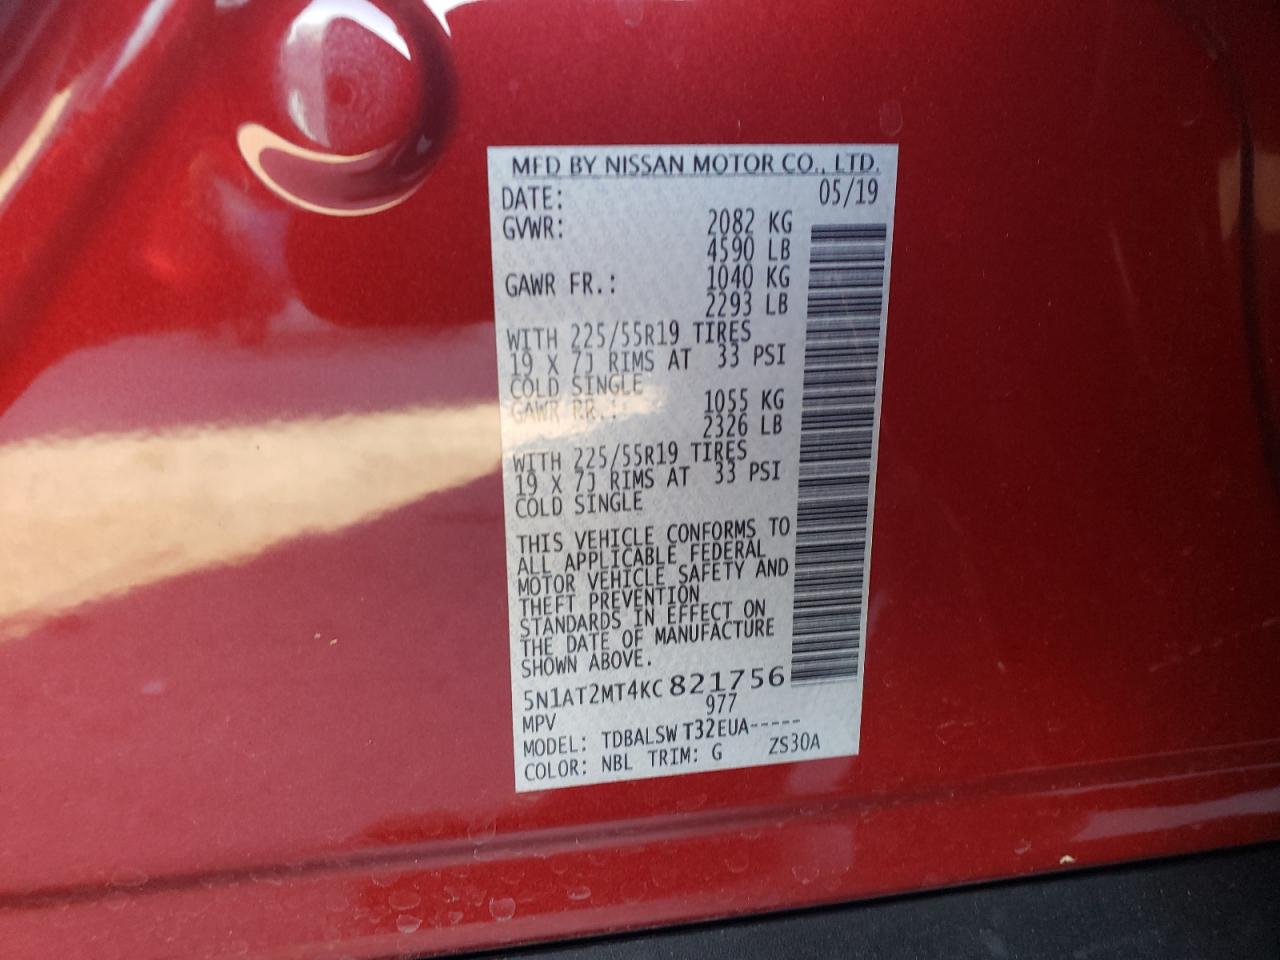 MFD BY NISSAN MOTOR CO., LTD.
DATE: 05/19
GVWR: 2082 KG
4590 LB
GAWR FR.: 1040 KG
2293 LB
WITH 225/55R19 TIRES
19 X 7J RIMS AT 33 PSI
COLD SINGLE
GAWR RR.: 1055 KG
2326 LB
WITH 225/55R19 TIRES
19 X 7J RIMS AT 33 PSI
COLD SINGLE
THIS VEHICLE CONFORMS TO
ALL APPLICABLE FEDERAL
MOTOR VEHICLE SAFETY AND
THEFT PREVENTION
STANDARDS IN EFFECT ON
THE DATE OF MANUFACTURE
SHOWN ABOVE.
5N1AT2MT4KC821756
MPV 977
MODEL: TDBALSW T32EUA-----
COLOR: NBL TRIM: G ZS30A